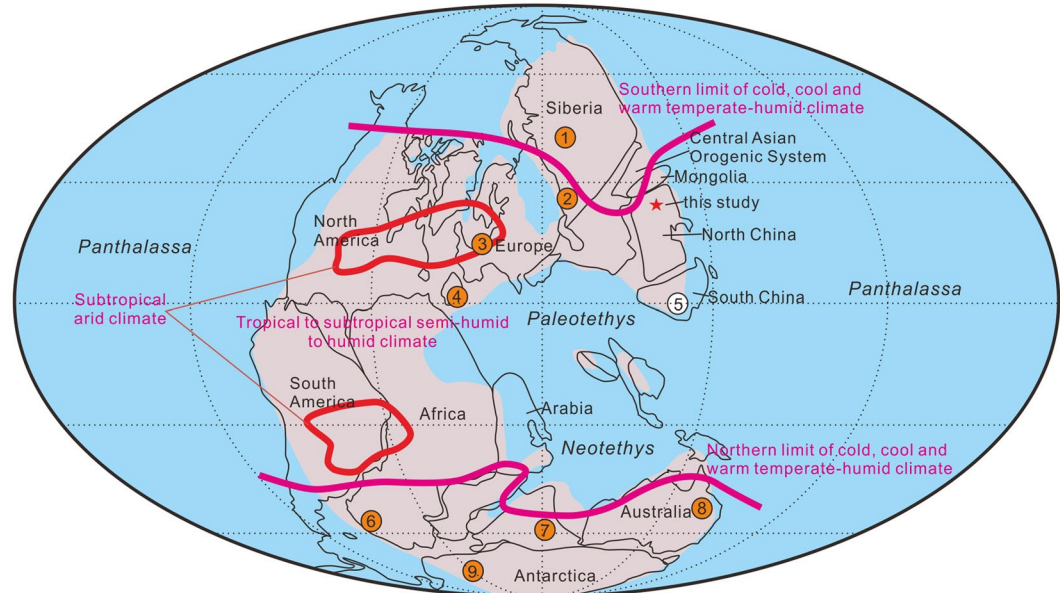 Southern limit of cold, cool and
warm temperate-humid climate
Siberia
1
Central Asian
Orogenic System
Mongolia
2
this study
North
America
3
Europe
North China
Panthalassa
Panthalassa
4
5
South China
Subtropical
arid climate
Tropical to subtropical semi-humid
to humid climate
Paleotethys
South
America
Africa
Arabia
Neotethys
Northern limit of cold, cool and
warm temperate-humid climate
6
7
Australia
8
9
Antarctica